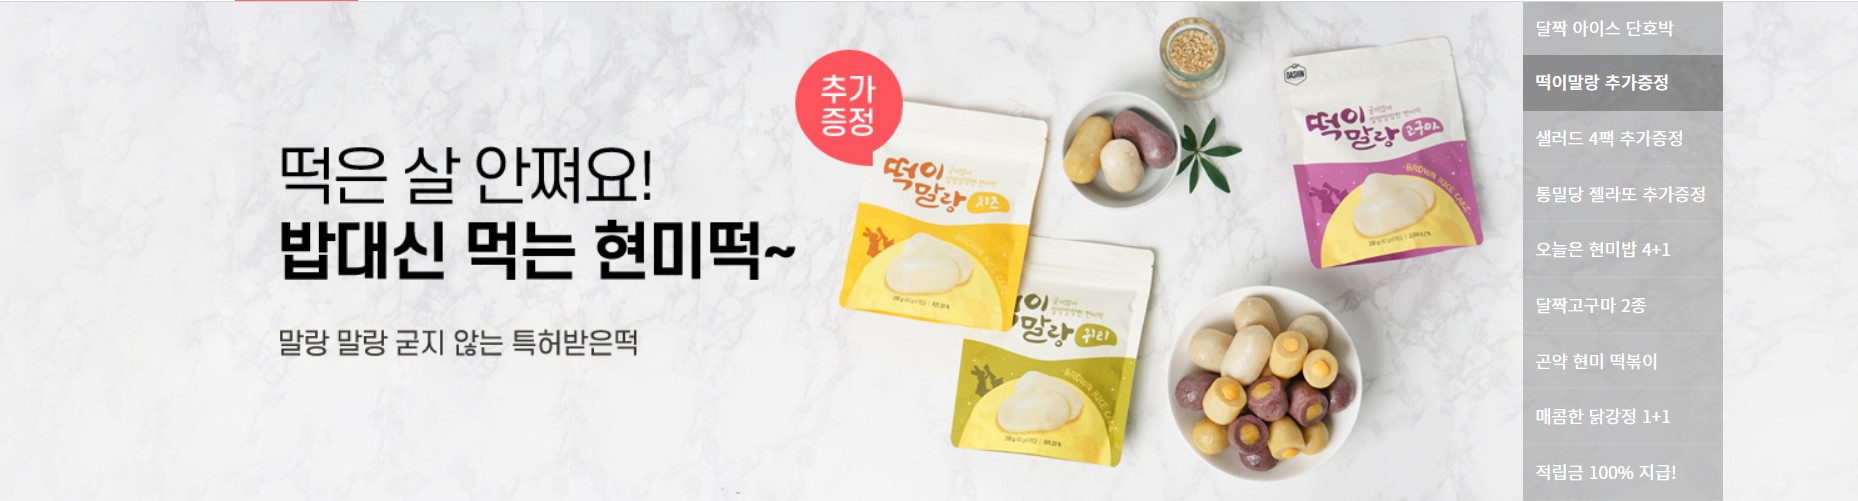 떡은 살 안쪄요!
밥대신 먹는 현미떡~
말랑 말랑 굳지 않는 특허받은떡
추가
증정
떡이
말랑 치즈
BROWN RICE CAKE
떡이
말랑 귀리
BROWN RICE CAKE
DASHIN
떡이
말랑 고구마
BROWN RICE CAKE
달짝 아이스 단호박
떡이말랑 추가증정
샐러드 4팩 추가증정
통밀당 젤라또 추가증정
오늘은 현미밥 4+1
달짝고구마 2종
곤약 현미 떡볶이
매콤한 닭강정 1+1
적립금 100% 지급!